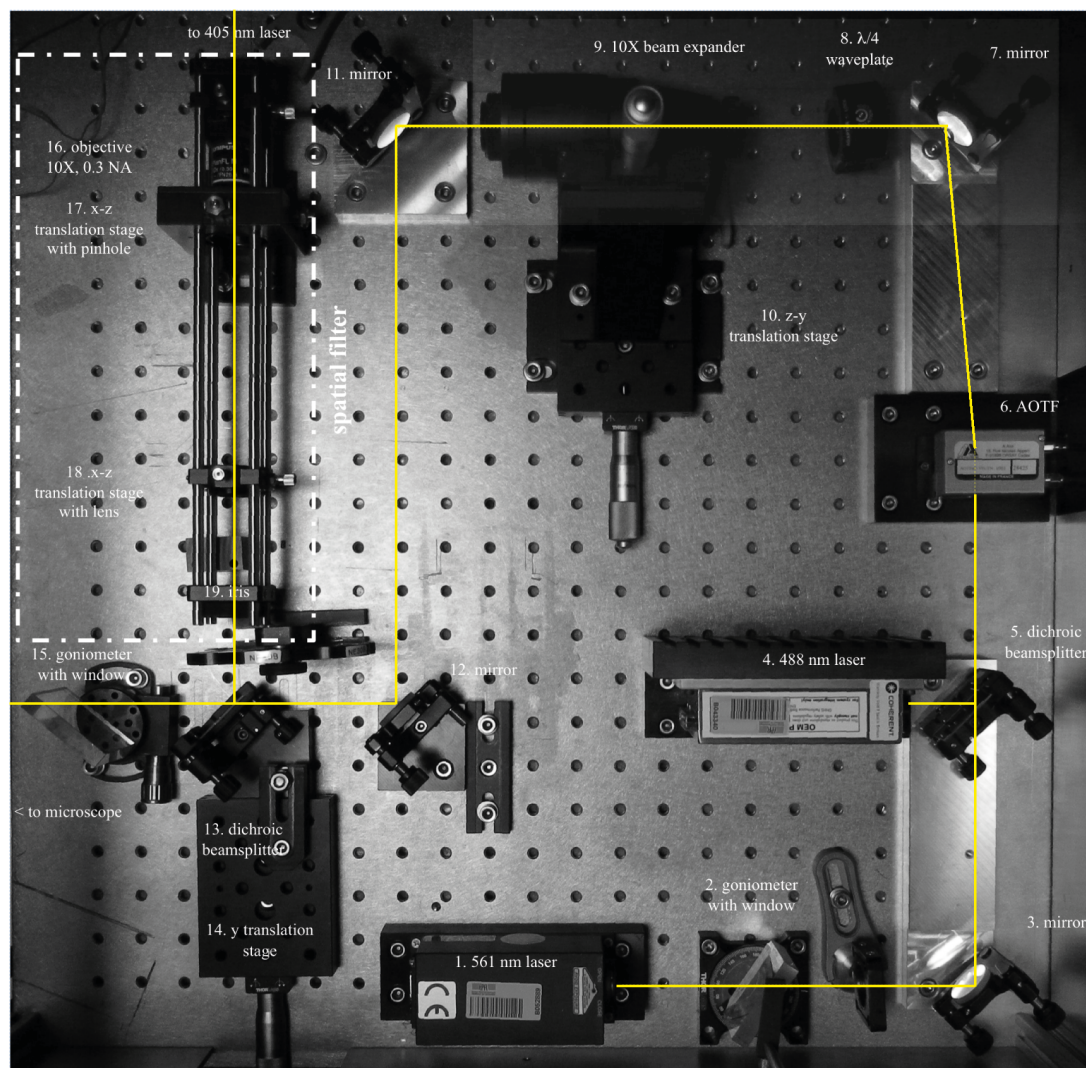 to 405 nm laser
11. mirror
9. 10X beam expander
8. λ/4
waveplate
7. mirror
16. objective
10X, 0.3 NA
17. x-z
translation stage
with pinhole
spatial filter
10. z-y
translation stage
6. AOTF
18 .x-z
translation stage
with lens
19. iris
15. goniometer
with window
12. mirror
4. 488 nm laser
5. dichroic
beamsplitter
COHERENT
OEM P
< to microscope
13. dichroic
beamsplitter
2. goniometer
with window
3. mirror
14. y translation
stage
1. 561 nm laser
CE